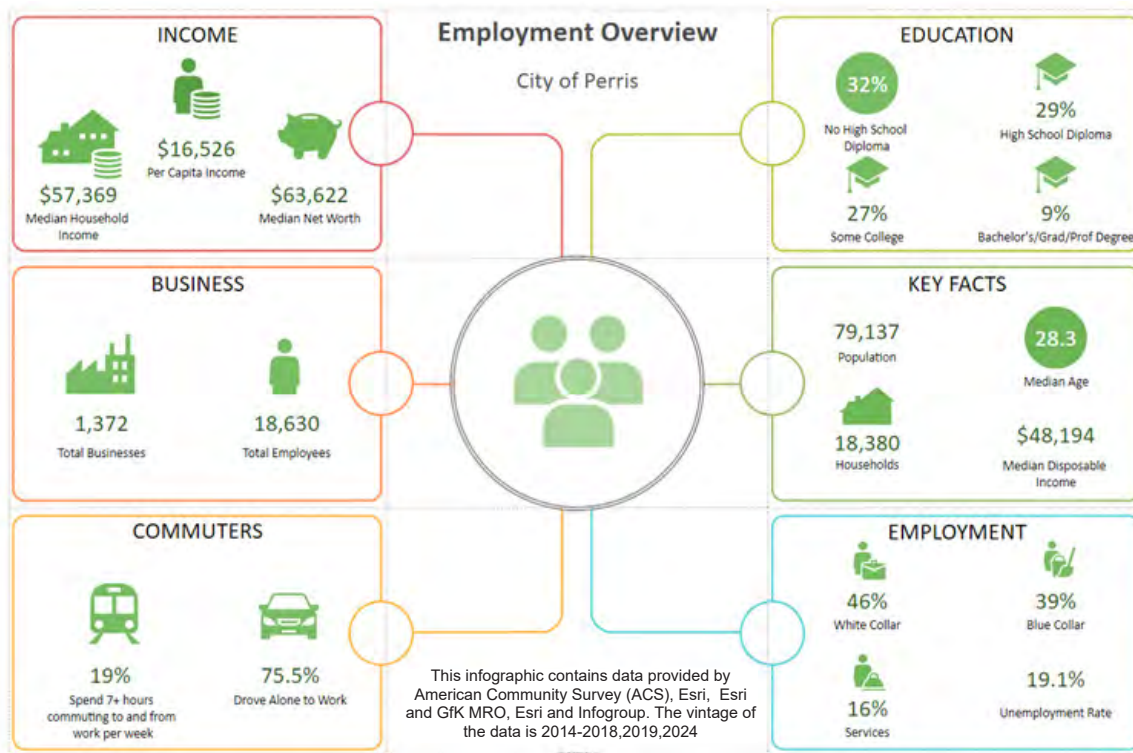 Employment Overview
City of Perris
INCOME
$16,526
Per Capita Income
$57,369
Median Household
Income
$63,622
Median Net Worth
EDUCATION
32%
No High School
Diploma
29%
High School Diploma
27%
Some College
9%
Bachelor's/Grad/Prof Degree
BUSINESS
1,372
Total Businesses
18,630
Total Employees
KEY FACTS
79,137
Population
28.3
Median Age
18,380
Households
$48,194
Median Disposable
Income
COMMUTERS
19%
Spend 7+ hours
commuting to and from
work per week
75.5%
Drove Alone to Work
EMPLOYMENT
46%
White Collar
39%
Blue Collar
16%
Services
19.1%
Unemployment Rate
This infographic contains data provided by
American Community Survey (ACS), Esri, Esri
and GfK MRO, Esri and Infogroup. The vintage of
the data is 2014-2018,2019,2024